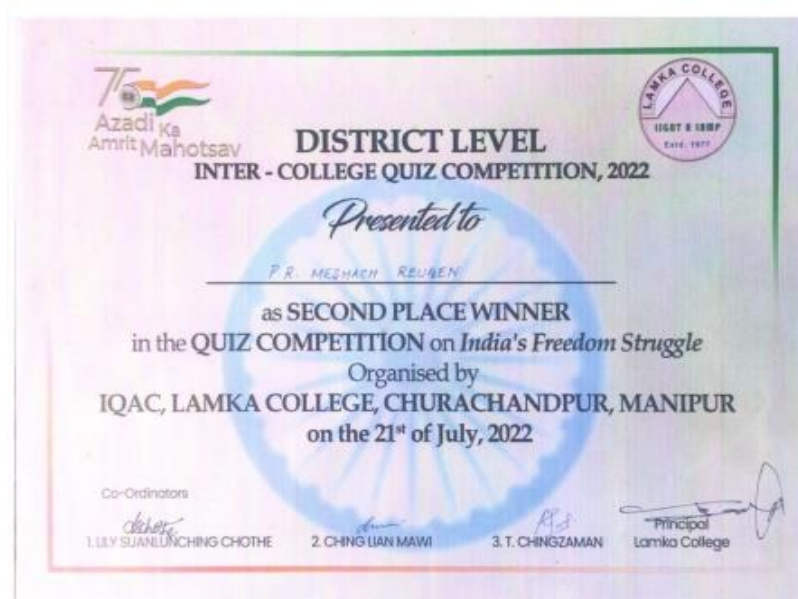 75
Azadi Ka
Amrit Mahotsav
LAMKA COLLEGE
LIGHT & LAMP
Estd. 1977
DISTRICT LEVEL
INTER - COLLEGE QUIZ COMPETITION, 2022
Presented to
P.R. MESHACH REUBEN
as SECOND PLACE WINNER
in the QUIZ COMPETITION on India's Freedom Struggle
Organised by
IQAC, LAMKA COLLEGE, CHURACHANDPUR, MANIPUR
on the 21st of July, 2022
Co-Ordinators
1. LILY SUANLUNCHING CHOTHE
2. CHING LIAN MAWI
3. T. CHINGZAMAN
Principal
Lamka College